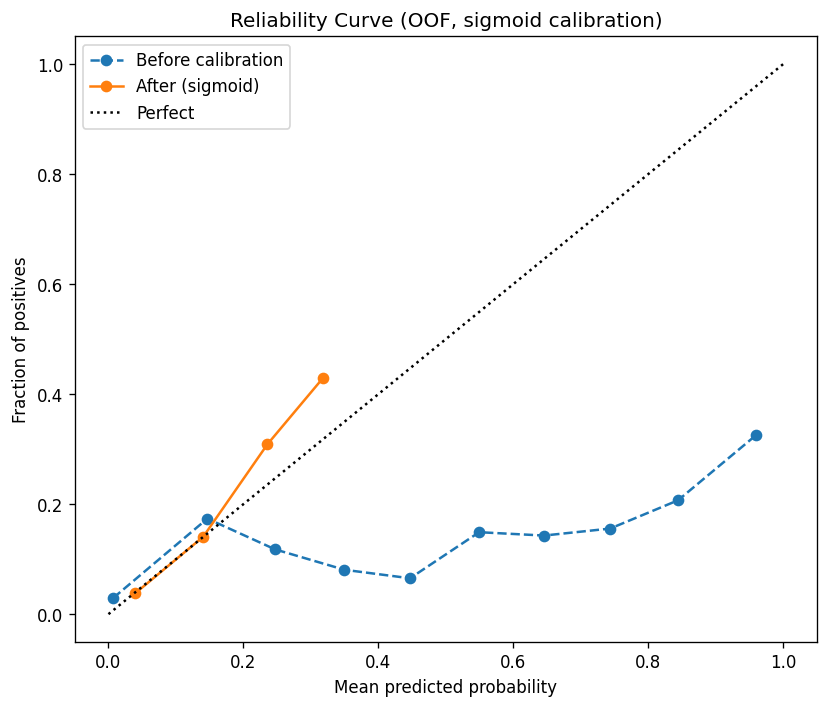 Reliability Curve (OOF, sigmoid calibration)
Before calibration
After (sigmoid)
Perfect
Fraction of positives
1.0
0.8
0.6
0.4
0.2
0.0
0.0 0.2 0.4 0.6 0.8 1.0
Mean predicted probability